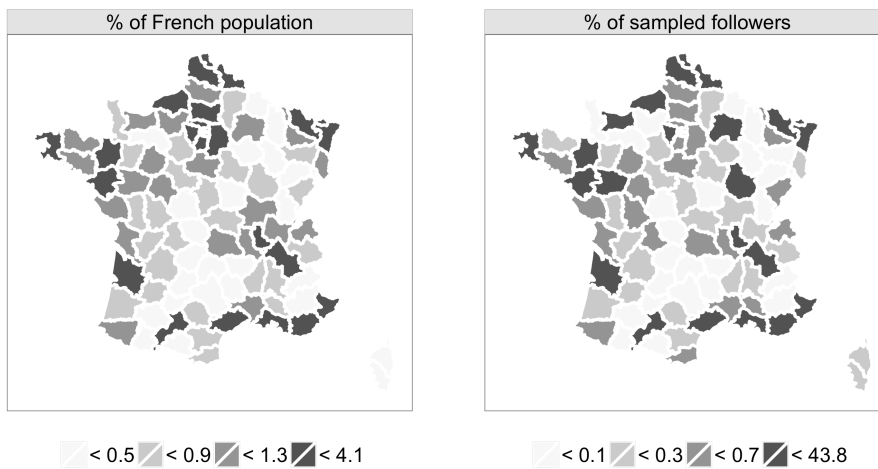 % of French population
% of sampled followers
< 0.5 < 0.9 < 1.3 < 4.1
< 0.1 < 0.3 < 0.7 < 43.8